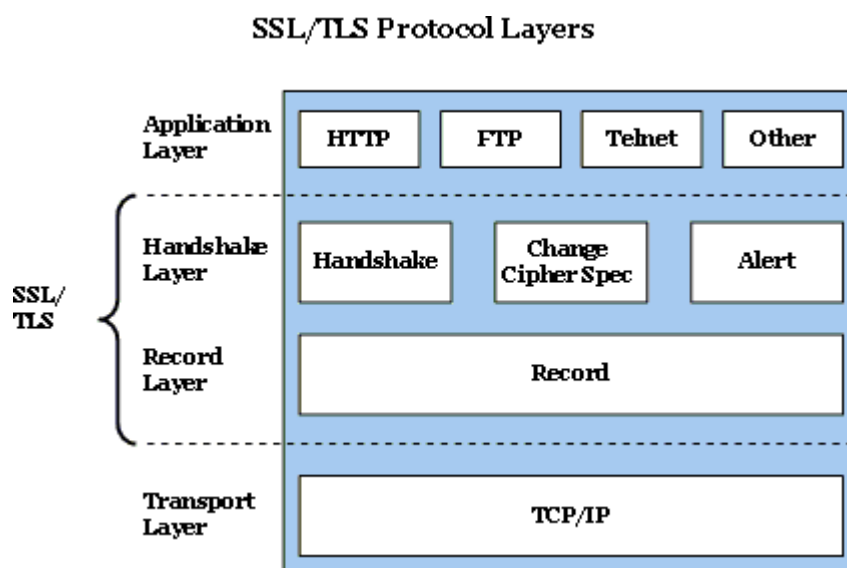 SSL/TLS Protocol Layers
Application
Layer
HTTP
FTP
Telnet
Other
SSL/
TLS
Handshake
Layer
Handshake
Change
Cipher Spec
Alert
Record
Layer
Record
Transport
Layer
TCP/IP